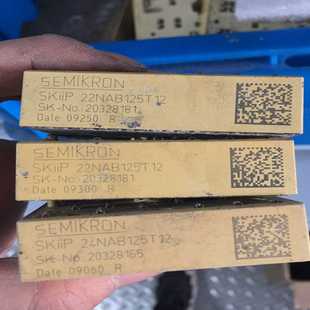 SEMIKRON
SKiiP 22NAB125T12
SK-No. 20328181
Date 09250 R
SEMIKRON
SKiiP 22NAB125T12
SK-No. 20328181
Date 09300 R
SEMIKRON
SKiiP 24NAB125T12
SK-No. 20328165
Date 09060 R